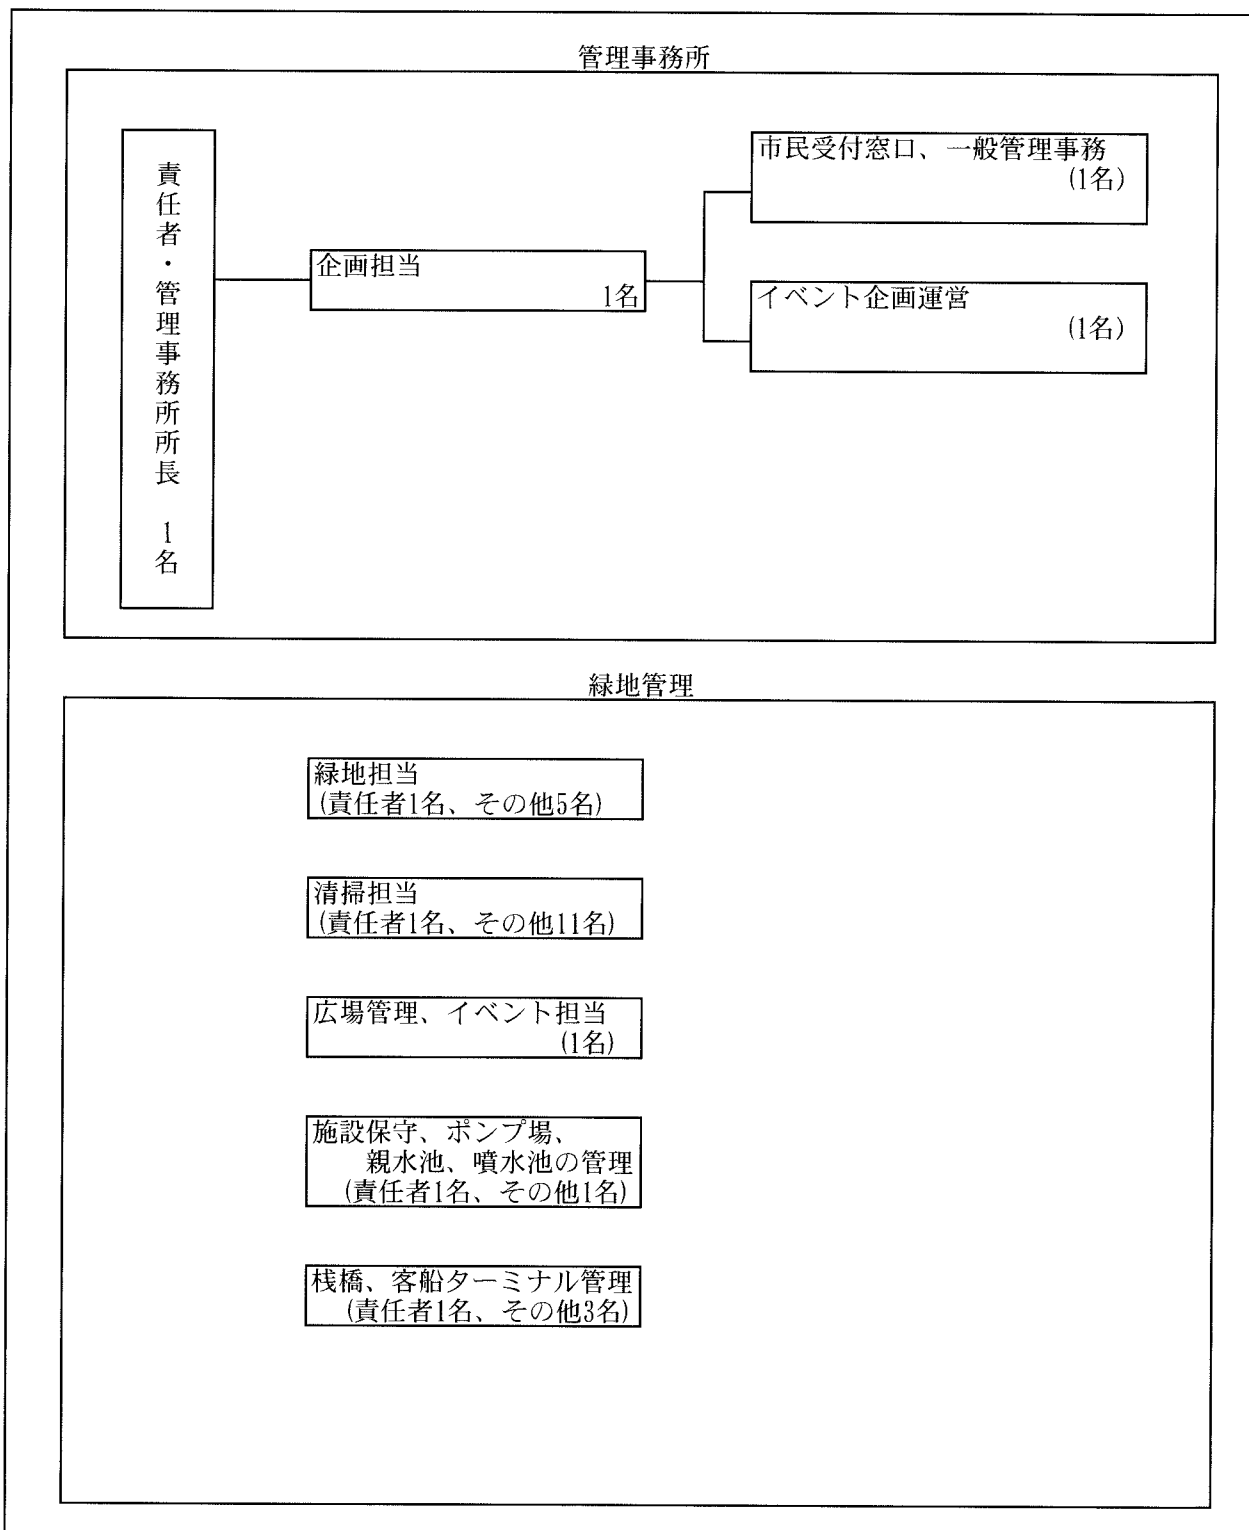 管理事務所
責任者・管理事務所所長 1名
企画担当
1名
市民受付窓口、一般管理事務
(1名)
イベント企画運営
(1名)
緑地管理
緑地担当
(責任者1名、その他5名)
清掃担当
(責任者1名、その他11名)
広場管理、イベント担当
(1名)
施設保守、ポンプ場、
親水池、噴水池の管理
(責任者1名、その他1名)
桟橋、客船ターミナル管理
(責任者1名、その他3名)